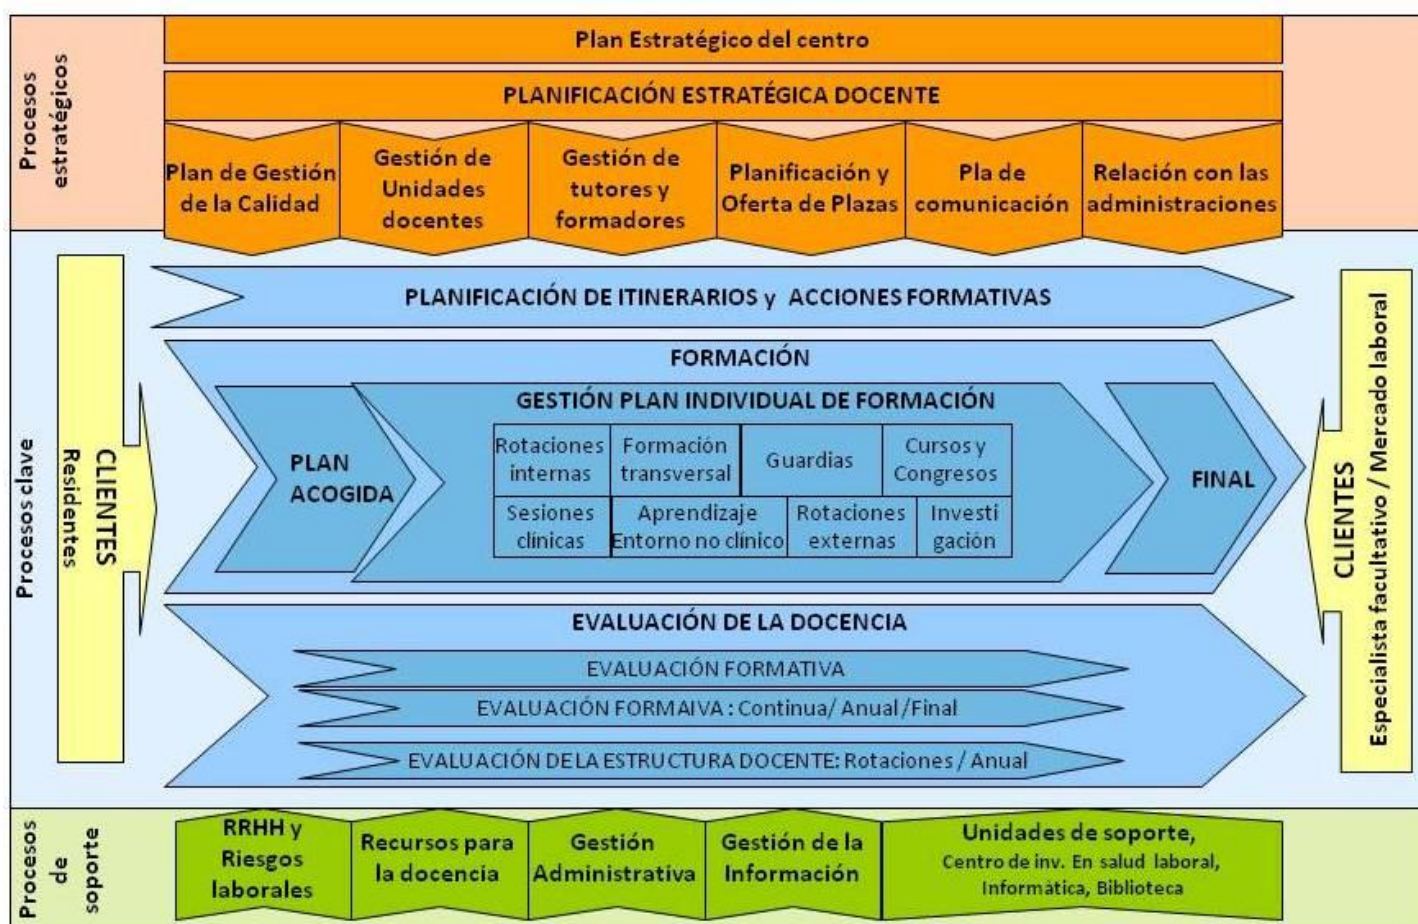 Procesos
estratégicos
Plan Estratégico del centro
PLANIFICACIÓN ESTRATÉGICA DOCENTE
Plan de Gestión
de la Calidad
Gestión de
Unidades
docentes
Gestión de
tutores y
formadores
Planificación y
Oferta de Plazas
Pla de
comunicación
Relación con las
administraciones
Procesos clave
CLIENTES
Residentes
PLANIFICACIÓN DE ITINERARIOS y ACCIONES FORMATIVAS
FORMACIÓN
PLAN
ACOGIDA
GESTIÓN PLAN INDIVIDUAL DE FORMACIÓN
Rotaciones
internas
Formación
transversal
Guardias
Cursos y
Congresos
Sesiones
clínicas
Aprendizaje
Entorno no clínico
Rotaciones
externas
Investi
gación
FINAL
EVALUACIÓN DE LA DOCENCIA
EVALUACIÓN FORMATIVA
EVALUACIÓN FORMAIVA : Continua/ Anual /Final
EVALUACIÓN DE LA ESTRUCTURA DOCENTE: Rotaciones / Anual
CLIENTES
Especialista facultativo / Mercado laboral
Procesos
de
soporte
RRHH y
Riesgos
laborales
Recursos para
la docencia
Gestión
Administrativa
Gestión de la
Información
Unidades de soporte,
Centro de inv. En salud laboral,
Informàtica, Biblioteca